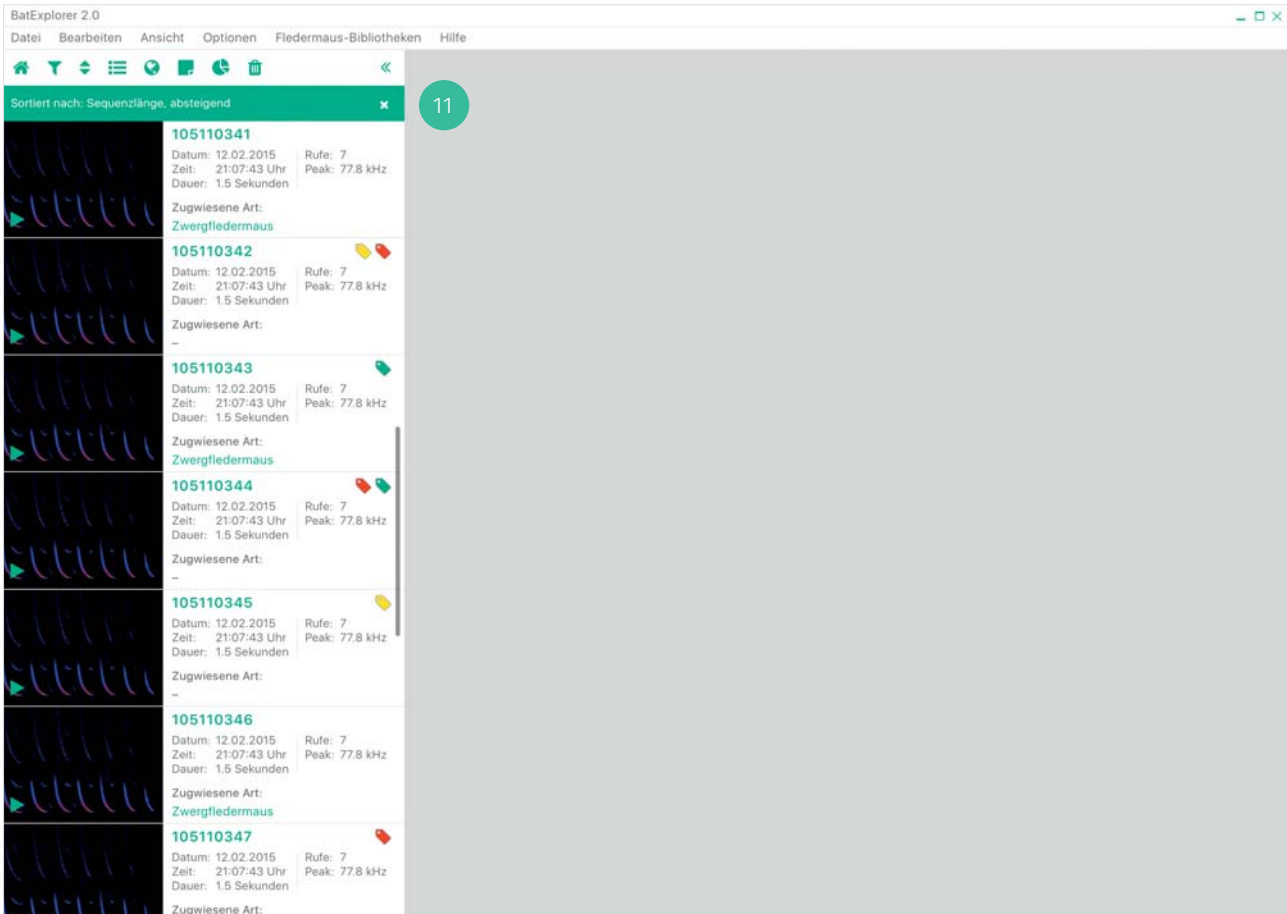 BatExplorer 2.0
Datei Bearbeiten Ansicht Optionen Fledermaus-Bibliotheken Hilfe
Sortiert nach: Sequenzlänge, absteigend
11
105110341
Datum: 12.02.2015 Rufe: 7
Zeit: 21:07:43 Uhr Peak: 77.8 kHz
Dauer: 1.5 Sekunden
Zugwiesene Art:
Zwergfledermaus
105110342
Datum: 12.02.2015 Rufe: 7
Zeit: 21:07:43 Uhr Peak: 77.8 kHz
Dauer: 1.5 Sekunden
Zugwiesene Art:
–
105110343
Datum: 12.02.2015 Rufe: 7
Zeit: 21:07:43 Uhr Peak: 77.8 kHz
Dauer: 1.5 Sekunden
Zugwiesene Art:
Zwergfledermaus
105110344
Datum: 12.02.2015 Rufe: 7
Zeit: 21:07:43 Uhr Peak: 77.8 kHz
Dauer: 1.5 Sekunden
Zugwiesene Art:
–
105110345
Datum: 12.02.2015 Rufe: 7
Zeit: 21:07:43 Uhr Peak: 77.8 kHz
Dauer: 1.5 Sekunden
Zugwiesene Art:
–
105110346
Datum: 12.02.2015 Rufe: 7
Zeit: 21:07:43 Uhr Peak: 77.8 kHz
Dauer: 1.5 Sekunden
Zugwiesene Art:
Zwergfledermaus
105110347
Datum: 12.02.2015 Rufe: 7
Zeit: 21:07:43 Uhr Peak: 77.8 kHz
Dauer: 1.5 Sekunden
Zugwiesene Art: